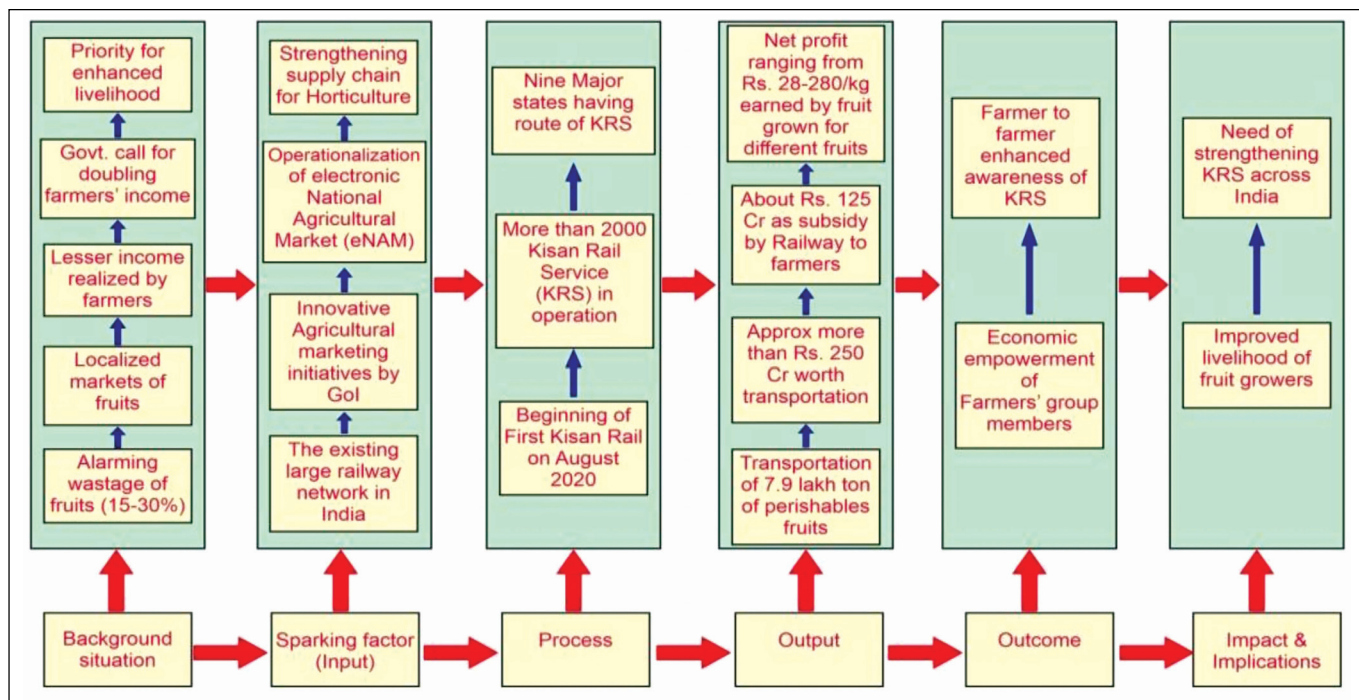 Priority for
enhanced
livelihood
Govt. call for
doubling
farmers' income
Lesser income
realized by
farmers
Localized
markets of
fruits
Alarming
wastage of
fruits (15-30%)
Background
situation
Strengthening
supply chain
for Horticulture
Operationalization
of electronic
National
Agricultural
Market (eNAM)
Innovative
Agricultural
marketing
initiatives by
GoI
The existing
large railway
network in
India
Sparking factor
(Input)
Nine Major
states having
route of KRS
More than 2000
Kisan Rail
Service
(KRS) in
operation
Beginning of
First Kisan Rail
on August
2020
Process
Net profit
ranging from
Rs. 28-280/kg
earned by fruit
grown for
different fruits
About Rs. 125
Cr as subsidy
by Railway to
farmers
Approx more
than Rs. 250
Cr worth
transportation
Transportation
of 7.9 lakh ton
of perishables
fruits
Output
Farmer to
farmer
enhanced
awareness of
KRS
Economic
empowerment
of
Farmers' group
members
Outcome
Need of
strengthening
KRS across
India
Improved
livelihood of
fruit growers
Impact &
Implications